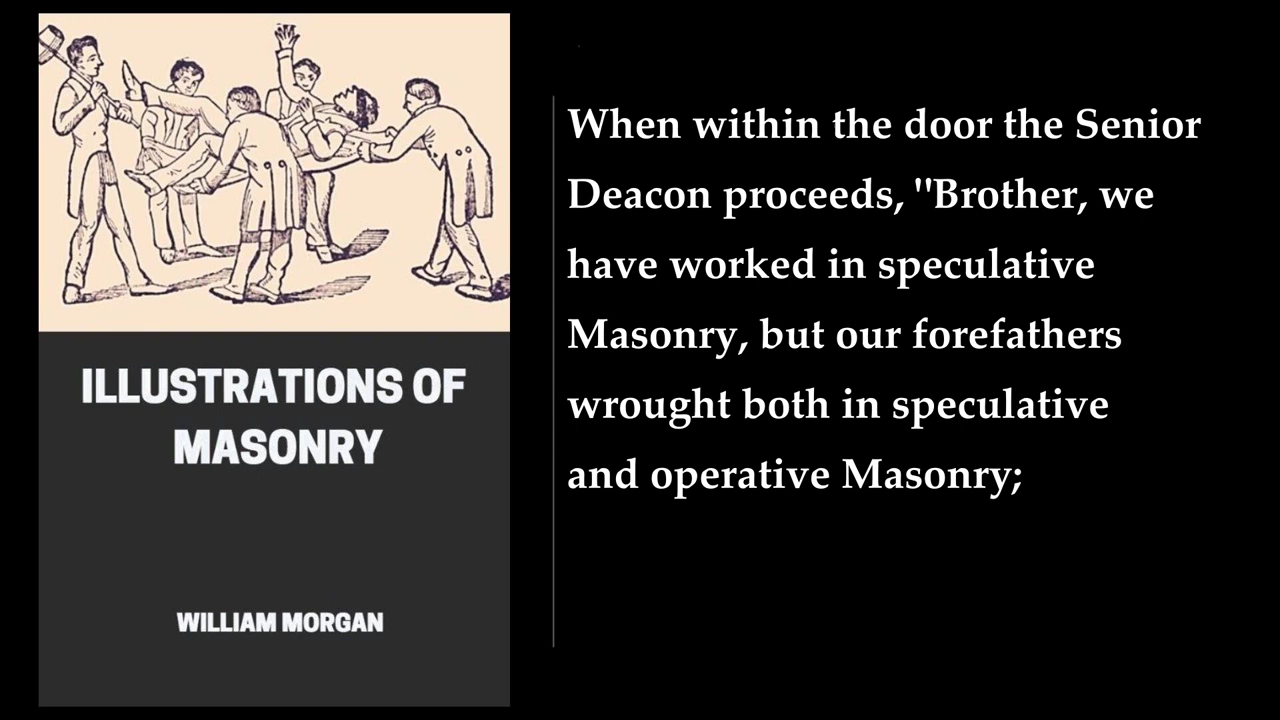 ILLUSTRATIONS OF
MASONRY
WILLIAM MORGAN
When within the door the Senior
Deacon proceeds, "Brother, we
have worked in speculative
Masonry, but our forefathers
wrought both in speculative
and operative Masonry;